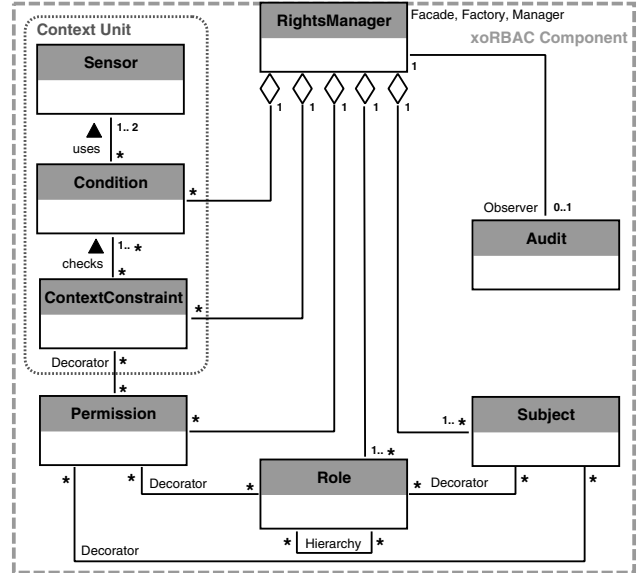 Context Unit
RightsManager
Facade, Factory, Manager
xoRBAC Component
Sensor
1
1 1 1 1 1
1.. 2
uses
*
Condition
*
Observer 0..1
Audit
1.. *
checks
*
ContextConstraint
*
Decorator *
*
Permission
*
1.. *
Subject
1.. *
* * Decorator * Role * Decorator * *
* Hierarchy *
Decorator
* *